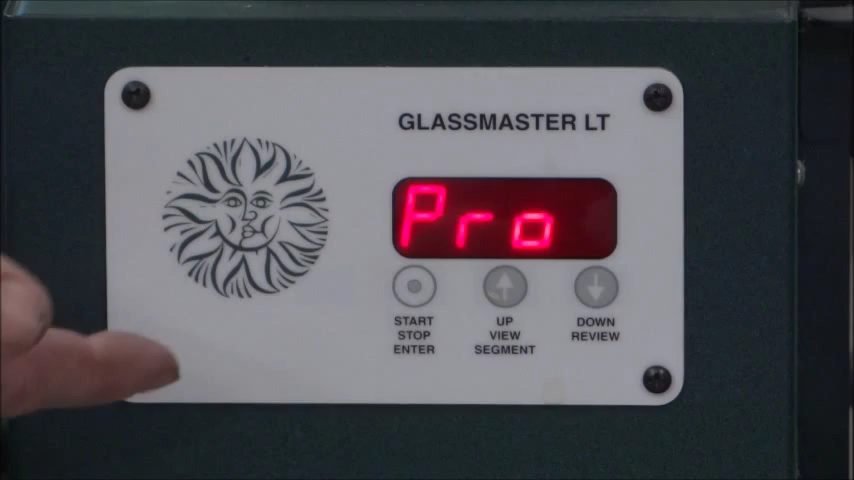 GLASSMASTER LT
Pro
START
STOP
ENTER
UP
VIEW
SEGMENT
DOWN
REVIEW